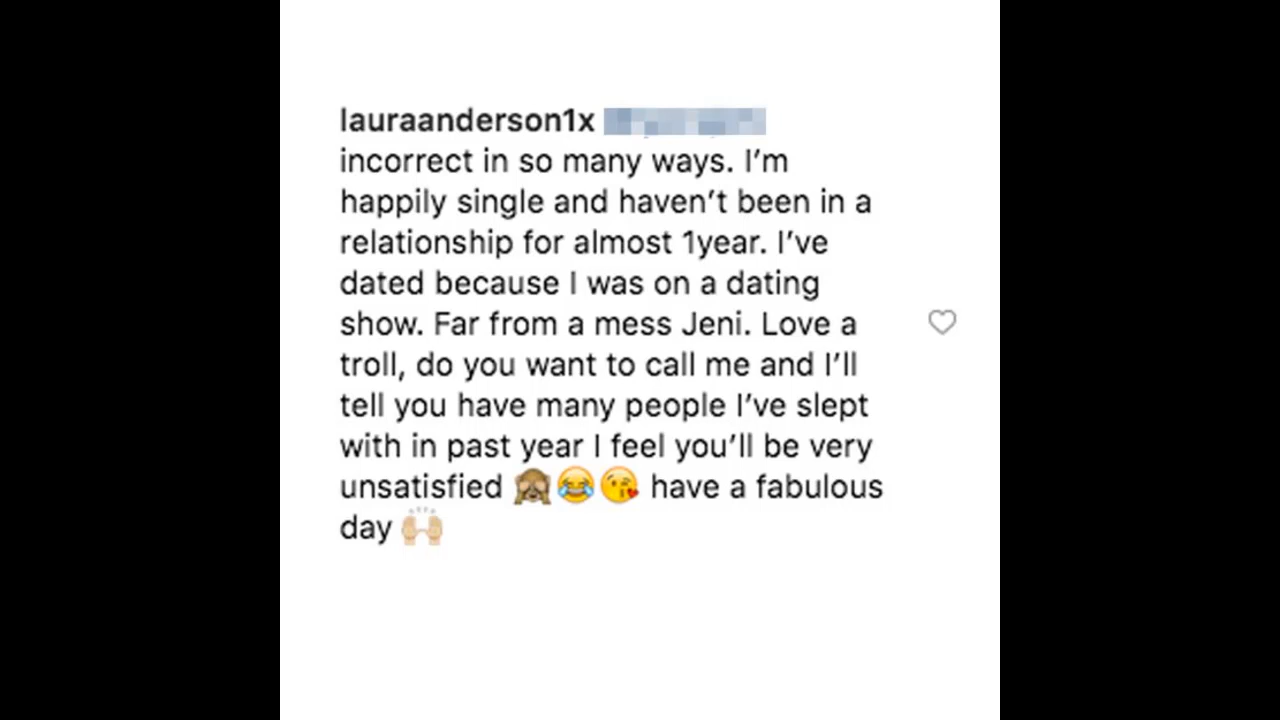 lauraanderson1x
incorrect in so many ways. I’m
happily single and haven’t been in a
relationship for almost 1year. I’ve
dated because I was on a dating
show. Far from a mess Jeni. Love a
troll, do you want to call me and I’ll
tell you have many people I’ve slept
with in past year I feel you’ll be very
unsatisfied 🙈😂😘 have a fabulous
day 🙌🏼